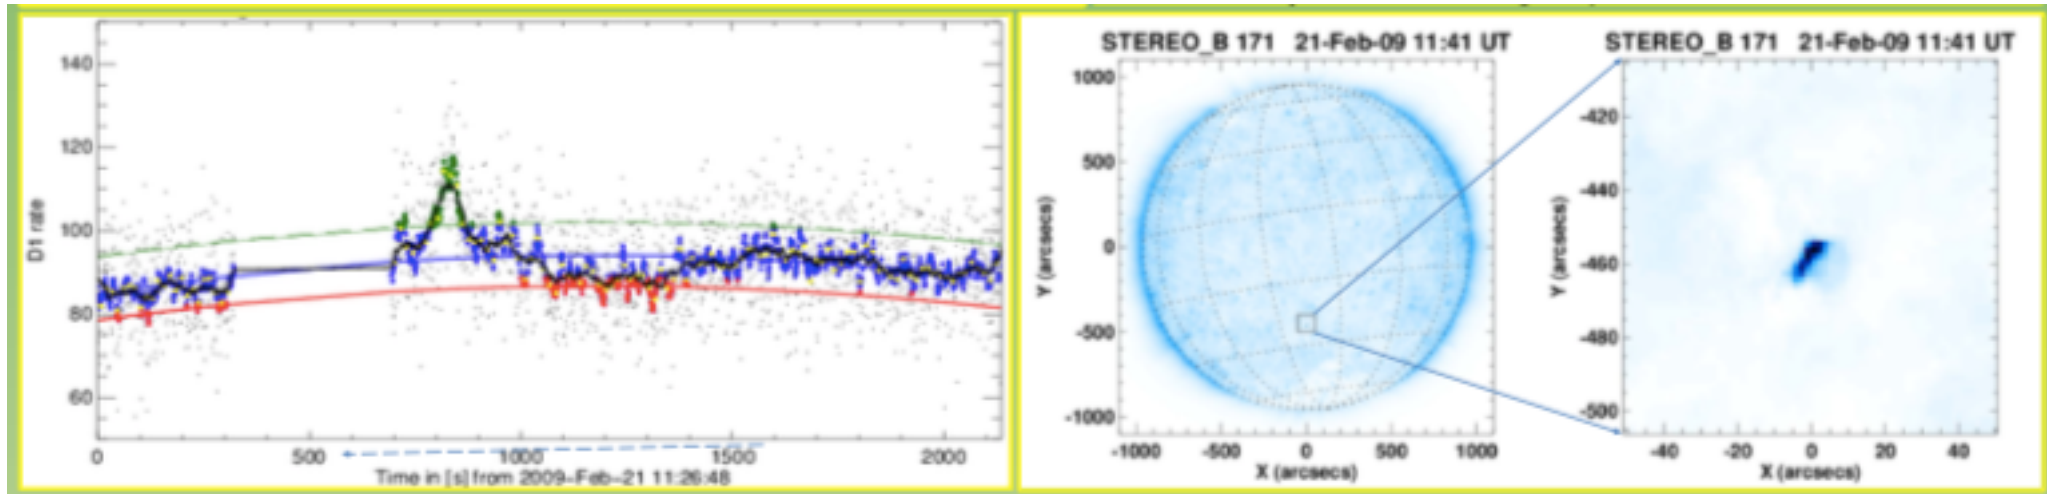 140
120
100
80
60
D1 rate
0 500 1000 1500 2000
Time in [s] from 2009-Feb-21 11:26:48
STEREO_B 171 21-Feb-09 11:41 UT
1000
500
0
-500
-1000
Y (arcsecs)
-1000 -500 0 500 1000
X (arcsecs)
STEREO_B 171 21-Feb-09 11:41 UT
-420
-440
-460
-480
-500
Y (arcsecs)
-40 -20 0 20 40
X (arcsecs)